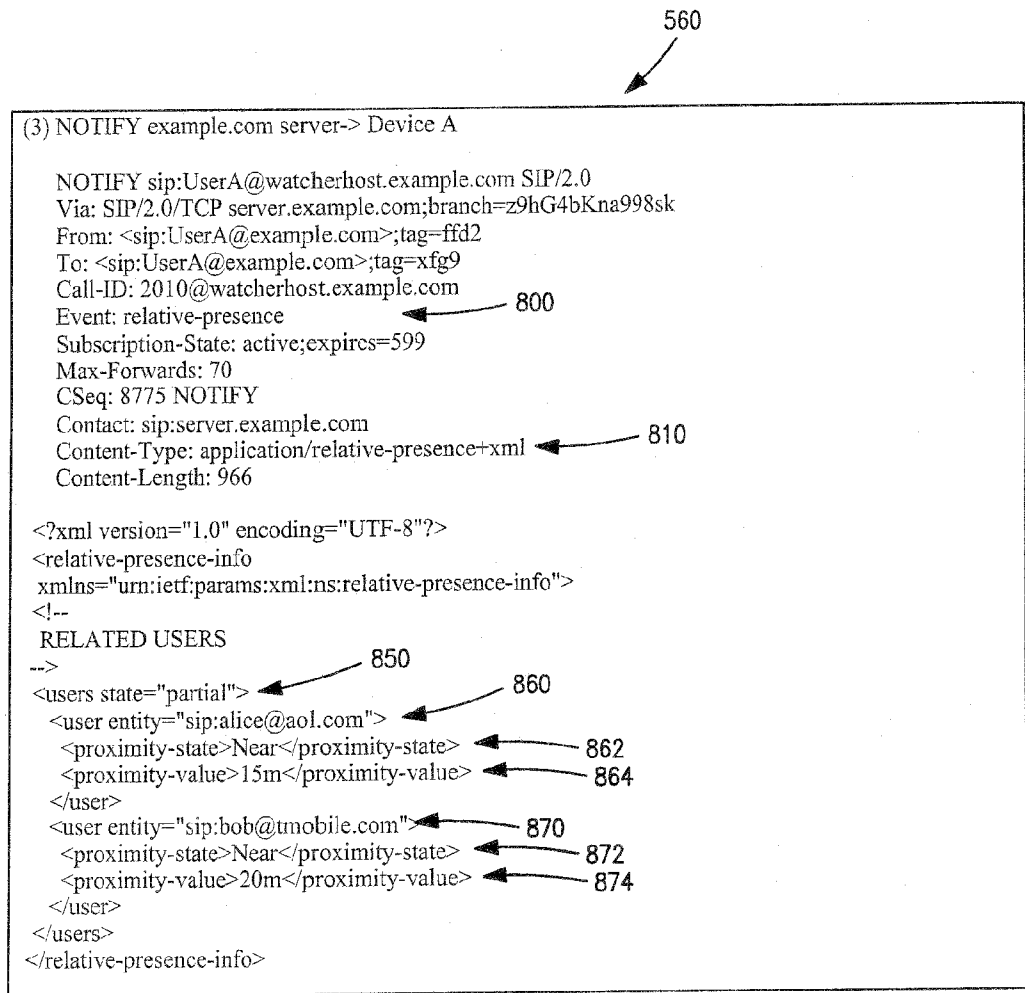 560
(3) NOTIFY example.com server-> Device A
NOTIFY sip:UserA@watcherhost.example.com SIP/2.0
Via: SIP/2.0/TCP server.example.com;branch=z9hG4bKna998sk
From: <sip:UserA@example.com>;tag=ffd2
To: <sip:UserA@example.com>;tag=xfg9
Call-ID: 2010@watcherhost.example.com
Event: relative-presence 800
Subscription-State: active;expires=599
Max-Forwards: 70
CSeq: 8775 NOTIFY
Contact: sip:server.example.com
Content-Type: application/relative-presence+xml 810
Content-Length: 966
<?xml version="1.0" encoding="UTF-8"?>
<relative-presence-info
xmlns="urn:ietf:params:xml:ns:relative-presence-info">
<!--
RELATED USERS
-->
<users state="partial"> 850
<user entity="sip:alice@aol.com"> 860
<proximity-state>Near</proximity-state> 862
<proximity-value>15m</proximity-value> 864
</user>
<user entity="sip:bob@tmobile.com"> 870
<proximity-state>Near</proximity-state> 872
<proximity-value>20m</proximity-value> 874
</user>
</users>
</relative-presence-info>